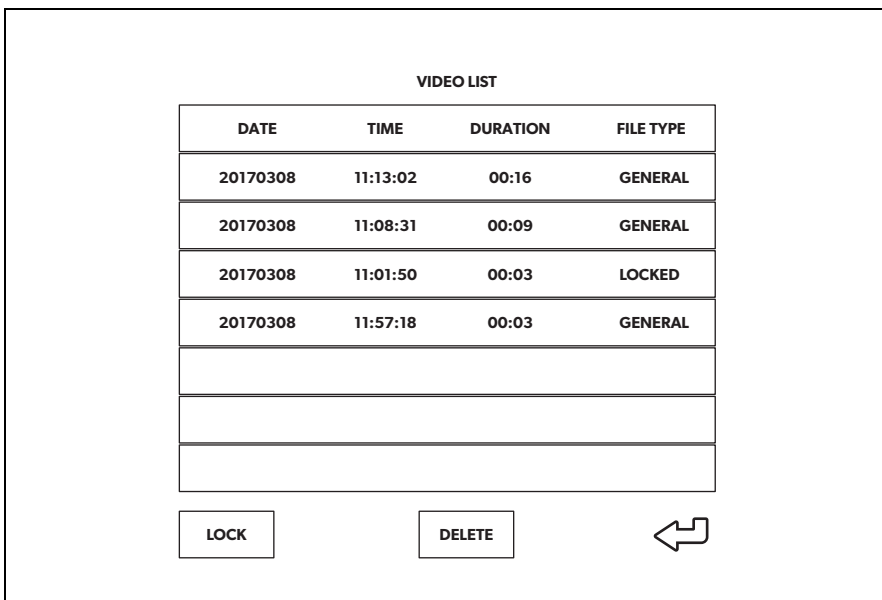 VIDEO LIST
DATE TIME DURATION FILE TYPE
20170308 11:13:02 00:16 GENERAL
20170308 11:08:31 00:09 GENERAL
20170308 11:01:50 00:03 LOCKED
20170308 11:57:18 00:03 GENERAL
LOCK DELETE